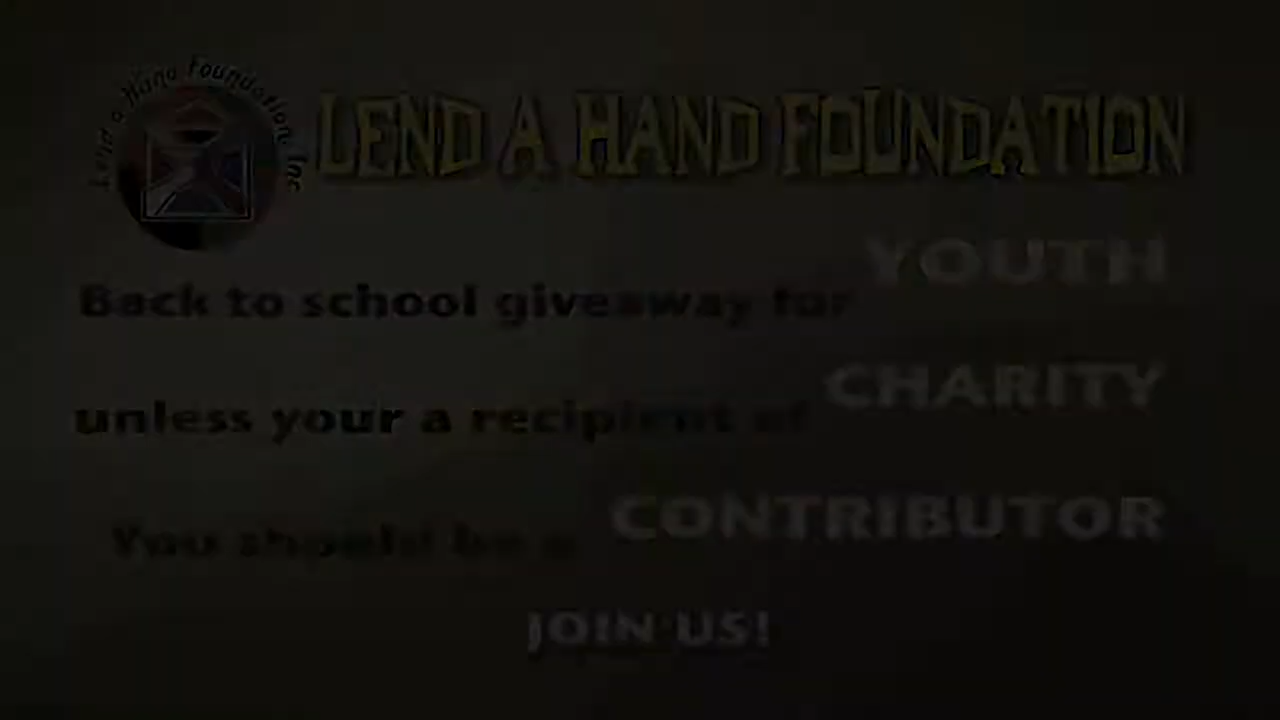 Lend a Hand Foundation, Inc
LEND A HAND FOUNDATION
Back to school giveaway for YOUTH
unless your a recipient of CHARITY
You should be a CONTRIBUTOR
JOIN US!